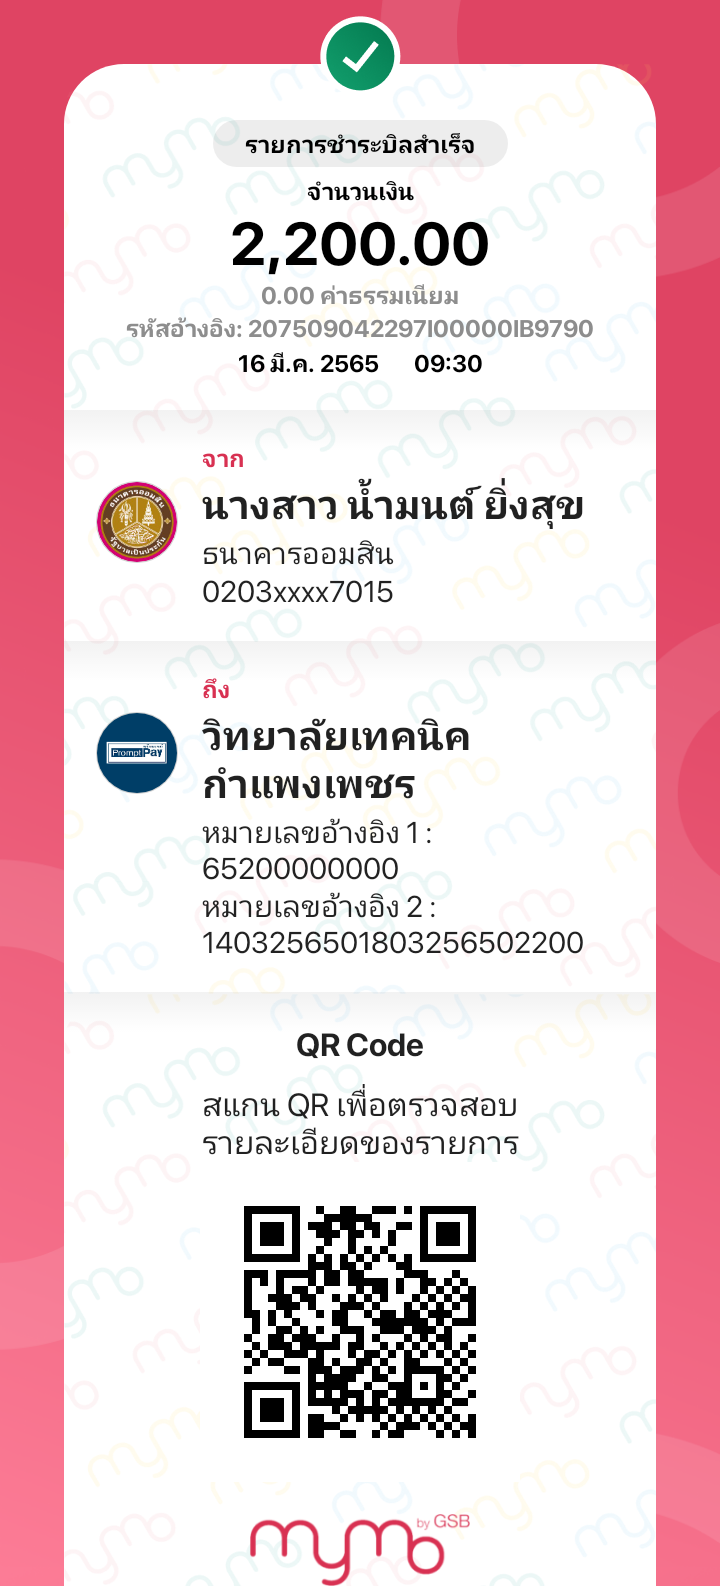 รายการชำระบิลสำเร็จ
จำนวนเงิน
2,200.00
0.00 ค่าธรรมเนียม
รหัสอ้างอิง: 207509042297I00000IB9790
16 มี.ค. 2565 09:30
จาก
นางสาว น้ำมนต์ ยิ่งสุข
ธนาคารออมสิน
0203xxxx7015
ถึง
PromptPay
วิทยาลัยเทคนิค
กำแพงเพชร
หมายเลขอ้างอิง 1 :
65200000000
หมายเลขอ้างอิง 2 :
1403256501803256502200
QR Code
สแกน QR เพื่อตรวจสอบ
รายละเอียดของรายการ
mymo by GSB